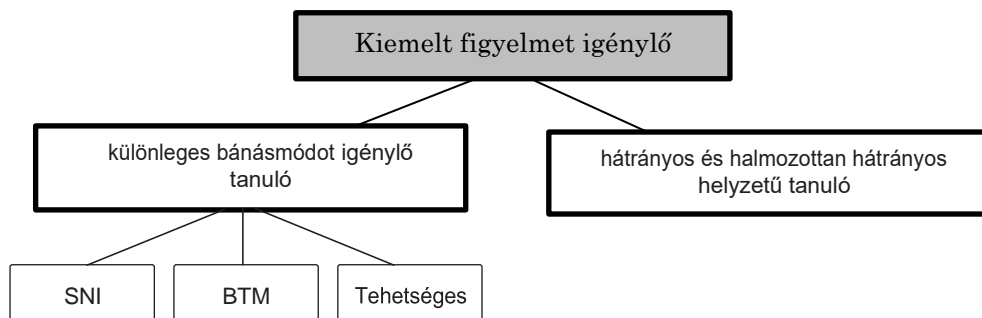 Kiemelt figyelmet igénylő
különleges bánásmódot igénylő
tanuló
hátrányos és halmozottan hátrányos
helyzetű tanuló
SNI
BTM
Tehetséges